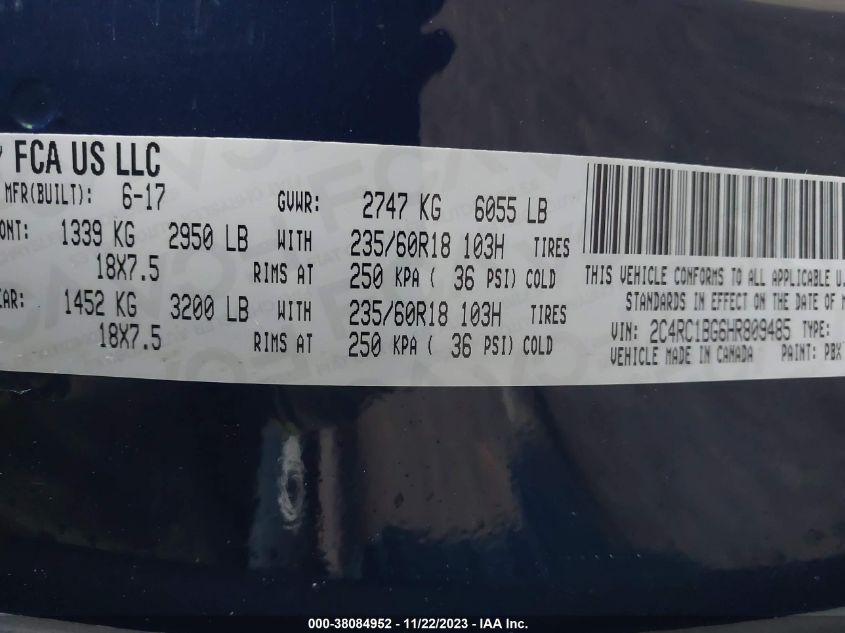 FCA US LLC
MFR(BUILT): 6-17 GVWR: 2747 KG 6055 LB
ONT: 1339 KG 2950 LB WITH 235/60R18 103H TIRES
18X7.5 RIMS AT 250 KPA ( 36 PSI) COLD
EAR: 1452 KG 3200 LB WITH 235/60R18 103H TIRES
18X7.5 RIMS AT 250 KPA ( 36 PSI) COLD
THIS VEHICLE CONFORMS TO ALL APPLICABLE U.
STANDARDS IN EFFECT ON THE DATE OF M
VIN: 2C4RC1BG6HR809485 TYPE:
VEHICLE MADE IN CANADA PAINT: PBX
000-38084952 - 11/22/2023 - IAA Inc.